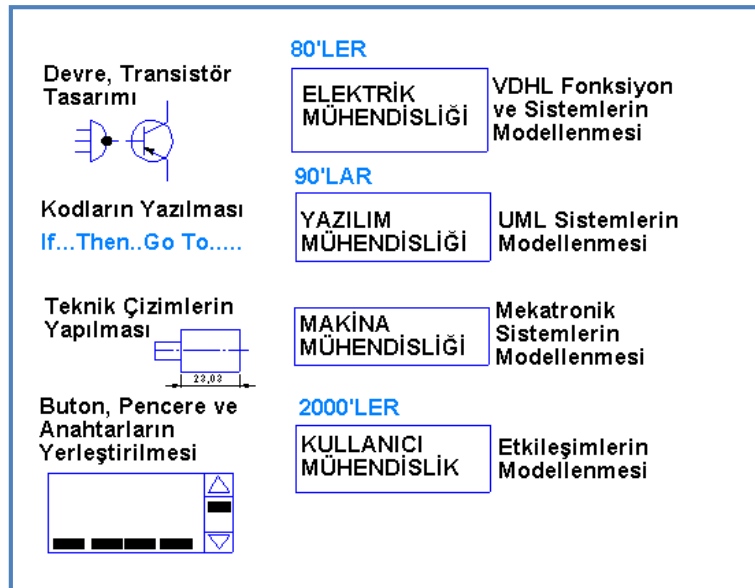 80'LER
Devre, Transistör
Tasarımı
ELEKTRİK
MÜHENDİSLİĞİ
VDHL Fonksiyon
ve Sistemlerin
Modellenmesi
90'LAR
Kodların Yazılması
If...Then..Go To.....
YAZILIM
MÜHENDİSLİĞİ
UML Sistemlerin
Modellenmesi
Teknik Çizimlerin
Yapılması
23,03
MAKİNA
MÜHENDİSLİĞİ
Mekatronik
Sistemlerin
Modellenmesi
2000'LER
Buton, Pencere ve
Anahtarların
Yerleştirilmesi
KULLANICI
MÜHENDİSLİK
Etkileşimlerin
Modellenmesi